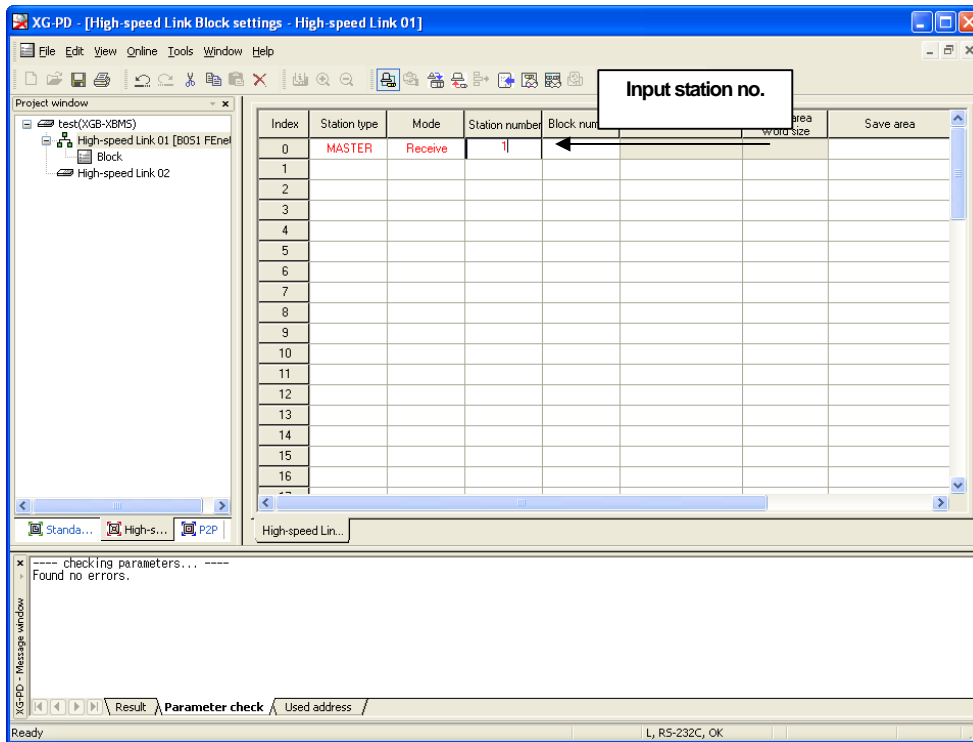 XG-PD - [High-speed Link Block settings - High-speed Link 01]
File Edit View Online Tools Window Help
Input station no.
Project window
test(XGB-XBMS)
High-speed Link 01 [B0S1 FEnet
Block
High-speed Link 02
Index Station type Mode Station number Block num area word size Save area
0 MASTER Receive 1
1
2
3
4
5
6
7
8
9
10
11
12
13
14
15
16
Standa... High-s... P2P
High-speed Lin...
---- checking parameters... ----
Found no errors.
XG-PD - Message window
Result Parameter check Used address
Ready L, RS-232C, OK